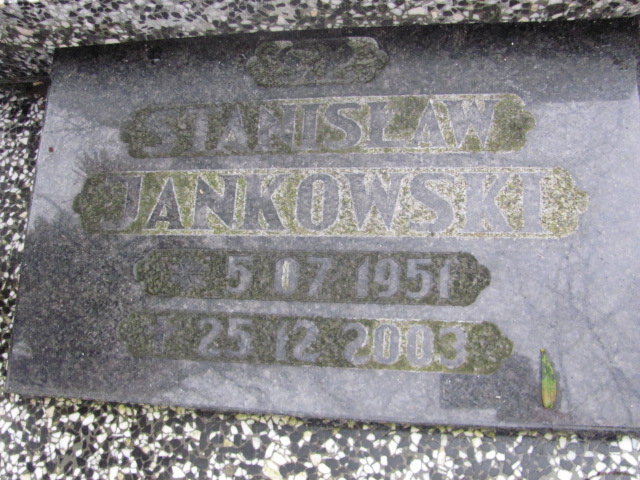 STANISŁAW
JANKOWSKI
* 5 07 1951
† 25 12 2003